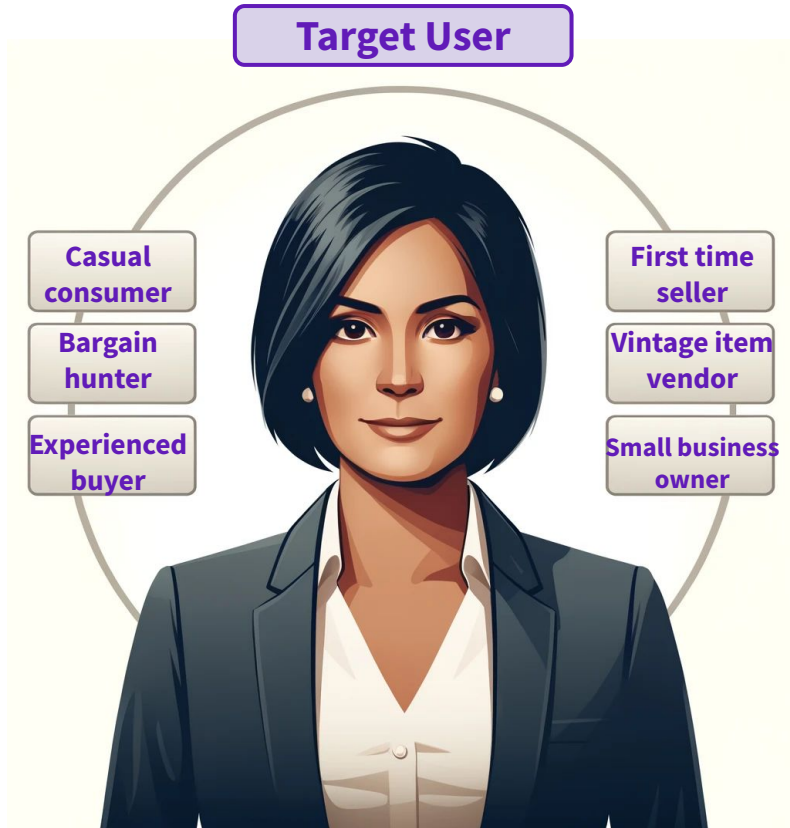 Target User
Casual
consumer
Bargain
hunter
Experienced
buyer
First time
seller
Vintage item
vendor
Small business
owner